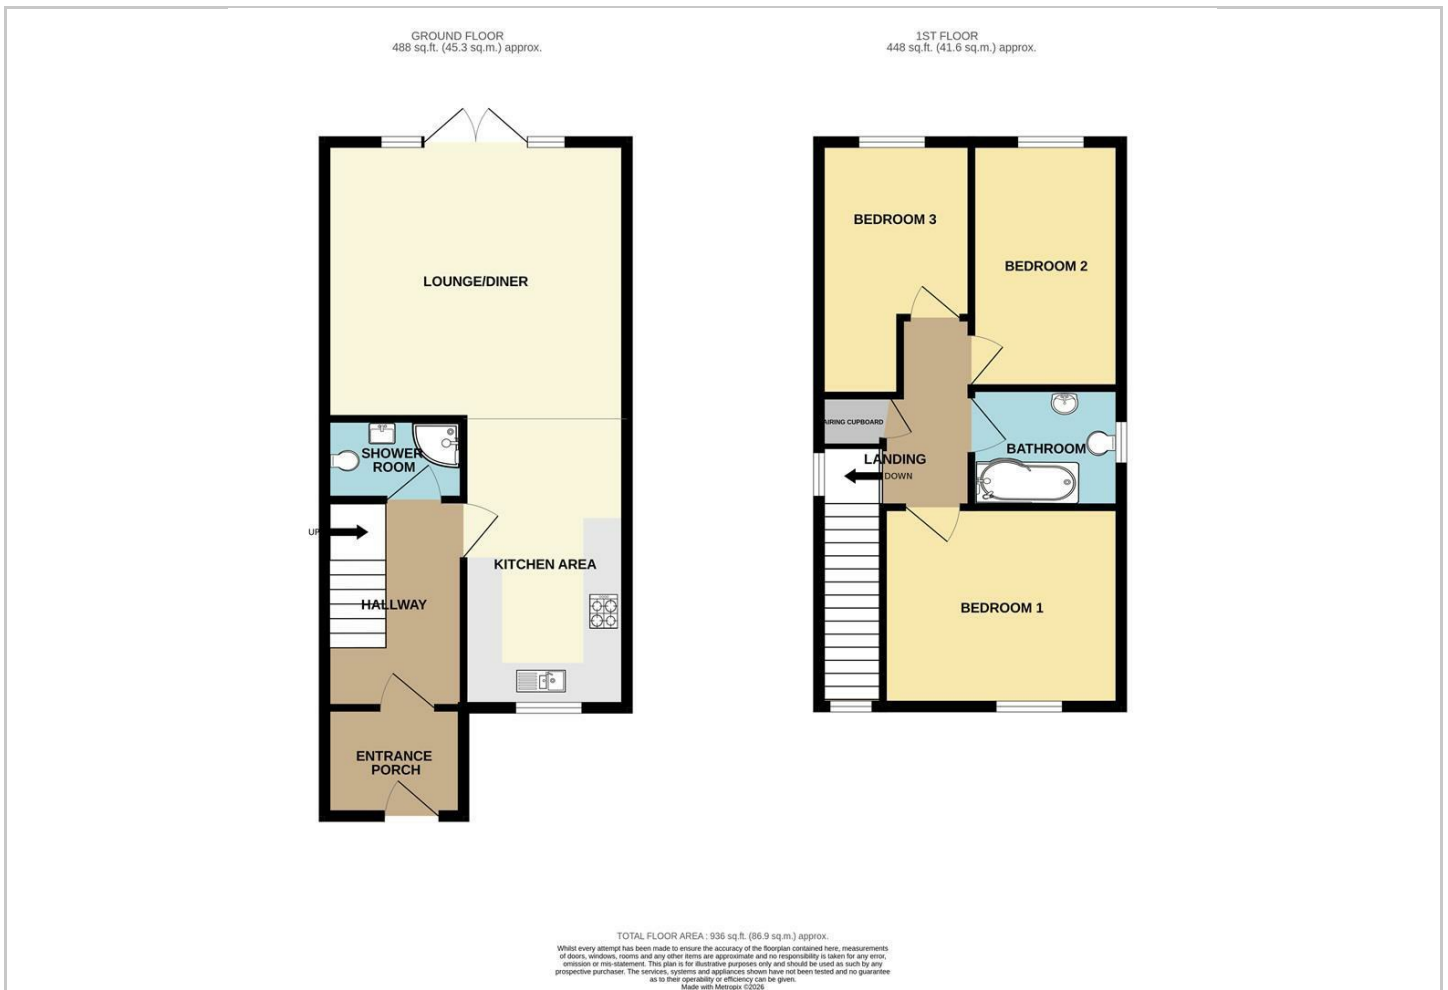 GROUND FLOOR
488 sq.ft. (45.3 sq.m.) approx.
1ST FLOOR
448 sq.ft. (41.6 sq.m.) approx.
LOUNGE/DINER
SHOWER
ROOM
UP
KITCHEN AREA
HALLWAY
ENTRANCE
PORCH
BEDROOM 3
BEDROOM 2
AIRING CUPBOARD
LANDING
DOWN
BATHROOM
BEDROOM 1
TOTAL FLOOR AREA : 936 sq.ft. (86.9 sq.m.) approx.
Whilst every attempt has been made to ensure the accuracy of the floorplan contained here, measurements
of doors, windows, rooms and any other items are approximate and no responsibility is taken for any error,
omission or mis-statement. This plan is for illustrative purposes only and should be used as such by any
prospective purchaser. The services, systems and appliances shown have not been tested and no guarantee
as to their operability or efficiency can be given.
Made with Metropix ©2026